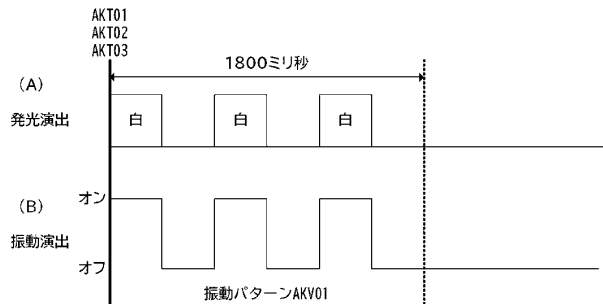 AKT01
AKT02
AKT03
1800ミリ秒
(A)
発光演出
白
白
白
(B)
振動演出
オン
オフ
振動パターンAKV01